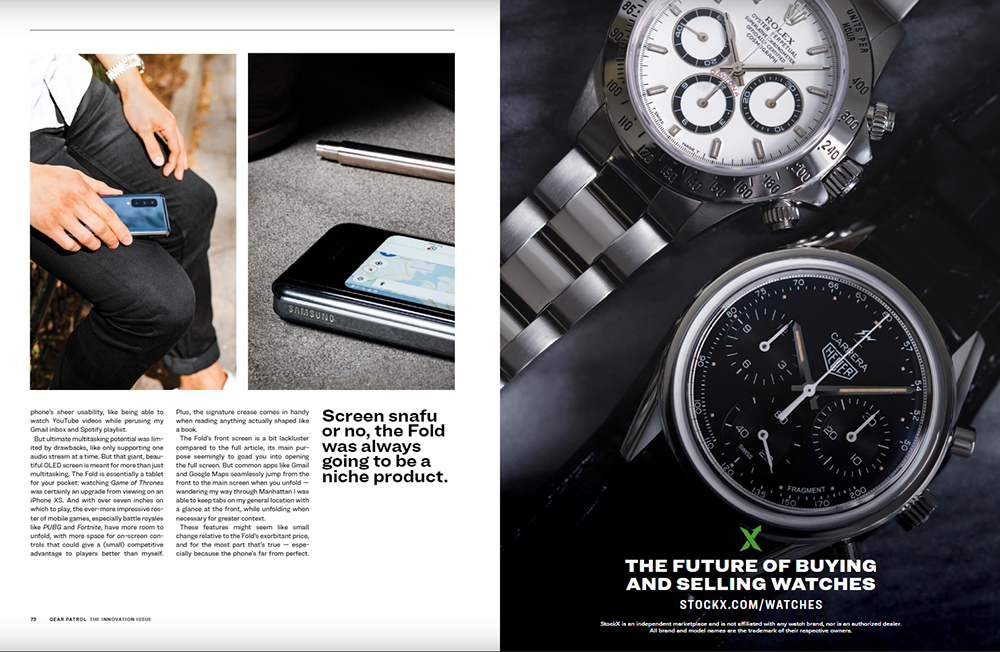 SAMSUNG
phone's sheer usability, like being able to
watch YouTube videos while perusing my
Gmail inbox and Spotify playlist.
But ultimate multitasking potential was lim-
ited by drawbacks, like only supporting one
audio stream at a time. But that giant, beau-
tiful OLED screen is meant for more than just
multitasking. The Fold is essentially a tablet
for your pocket: watching Game of Thrones
was certainly an upgrade from viewing on an
iPhone XS. And with over seven inches on
which to play, the ever-more impressive ros-
ter of mobile games, especially battle royales
like PUBG and Fortnite, have more room to
unfold, with more space for on-screen con-
trols that could give a (small) competitive
advantage to players better than myself.
Plus, the signature crease comes in handy
when reading anything actually shaped like
a book.
The Fold's front screen is a bit lackluster
compared to the full article, its main pur-
pose seemingly to goad you into opening
the full screen. But common apps like Gmail
and Google Maps seamlessly jump from the
front to the main screen when you unfold —
wandering my way through Manhattan I was
able to keep tabs on my general location with
a glance at the front, while unfolding when
necessary for greater context.
These features might seem like small
change relative to the Fold's exorbitant price,
and for the most part that's true — espe-
cially because the phone's far from perfect.
Screen snafu
or no, the Fold
was always
going to be a
niche product.
73 GEAR PATROL THE INNOVATION ISSUE
UNITS PER
HOUR
400
240
ROLEX
OYSTER PERPETUAL
SUPERLATIVE CHRONOMETER
OFFICIALLY CERTIFIED
COSMOGRAPH
DAYTONA
CARRERA
HEUER
FRAGMENT
THE FUTURE OF BUYING
AND SELLING WATCHES
STOCKX.COM/WATCHES
StockX is an independent marketplace and is not affiliated with any watch brand, nor is an authorized dealer.
All brand and model names are the trademark of their respective owners.